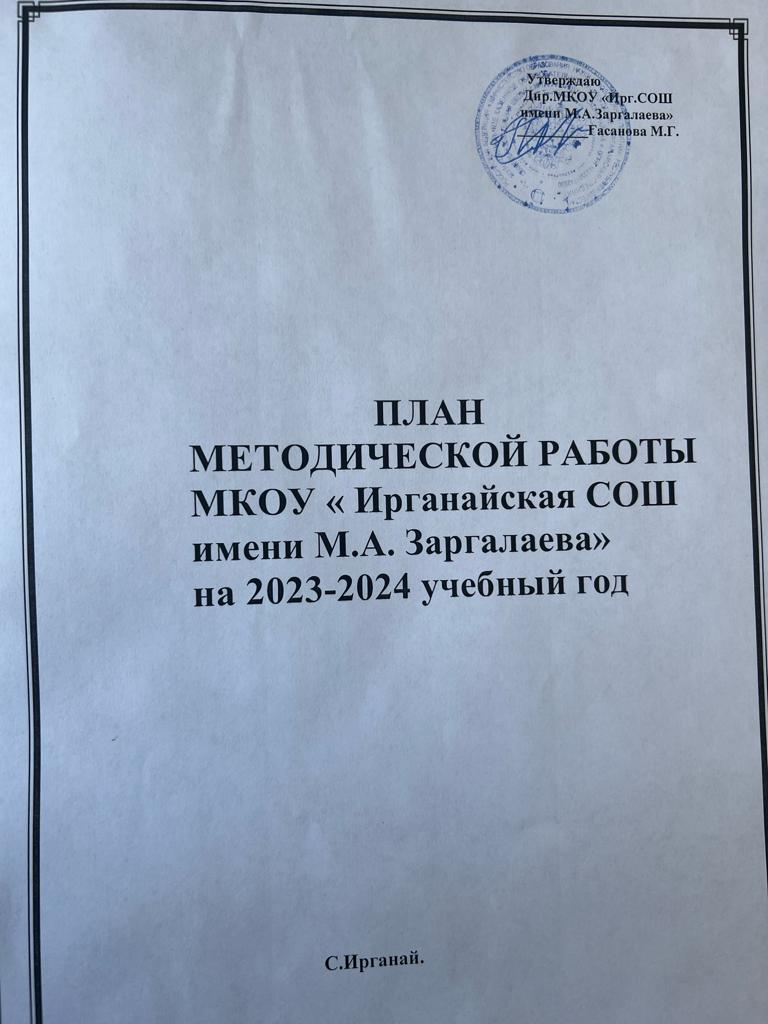 Утверждаю
Дир.МКОУ «Ирг.СОШ
имени М.А.Заргалаева»
Гасанова М.Г.
ПЛАН
МЕТОДИЧЕСКОЙ РАБОТЫ
МКОУ « Ирганайская СОШ
имени М.А. Заргалаева»
на 2023-2024 учебный год
С.Ирганай.